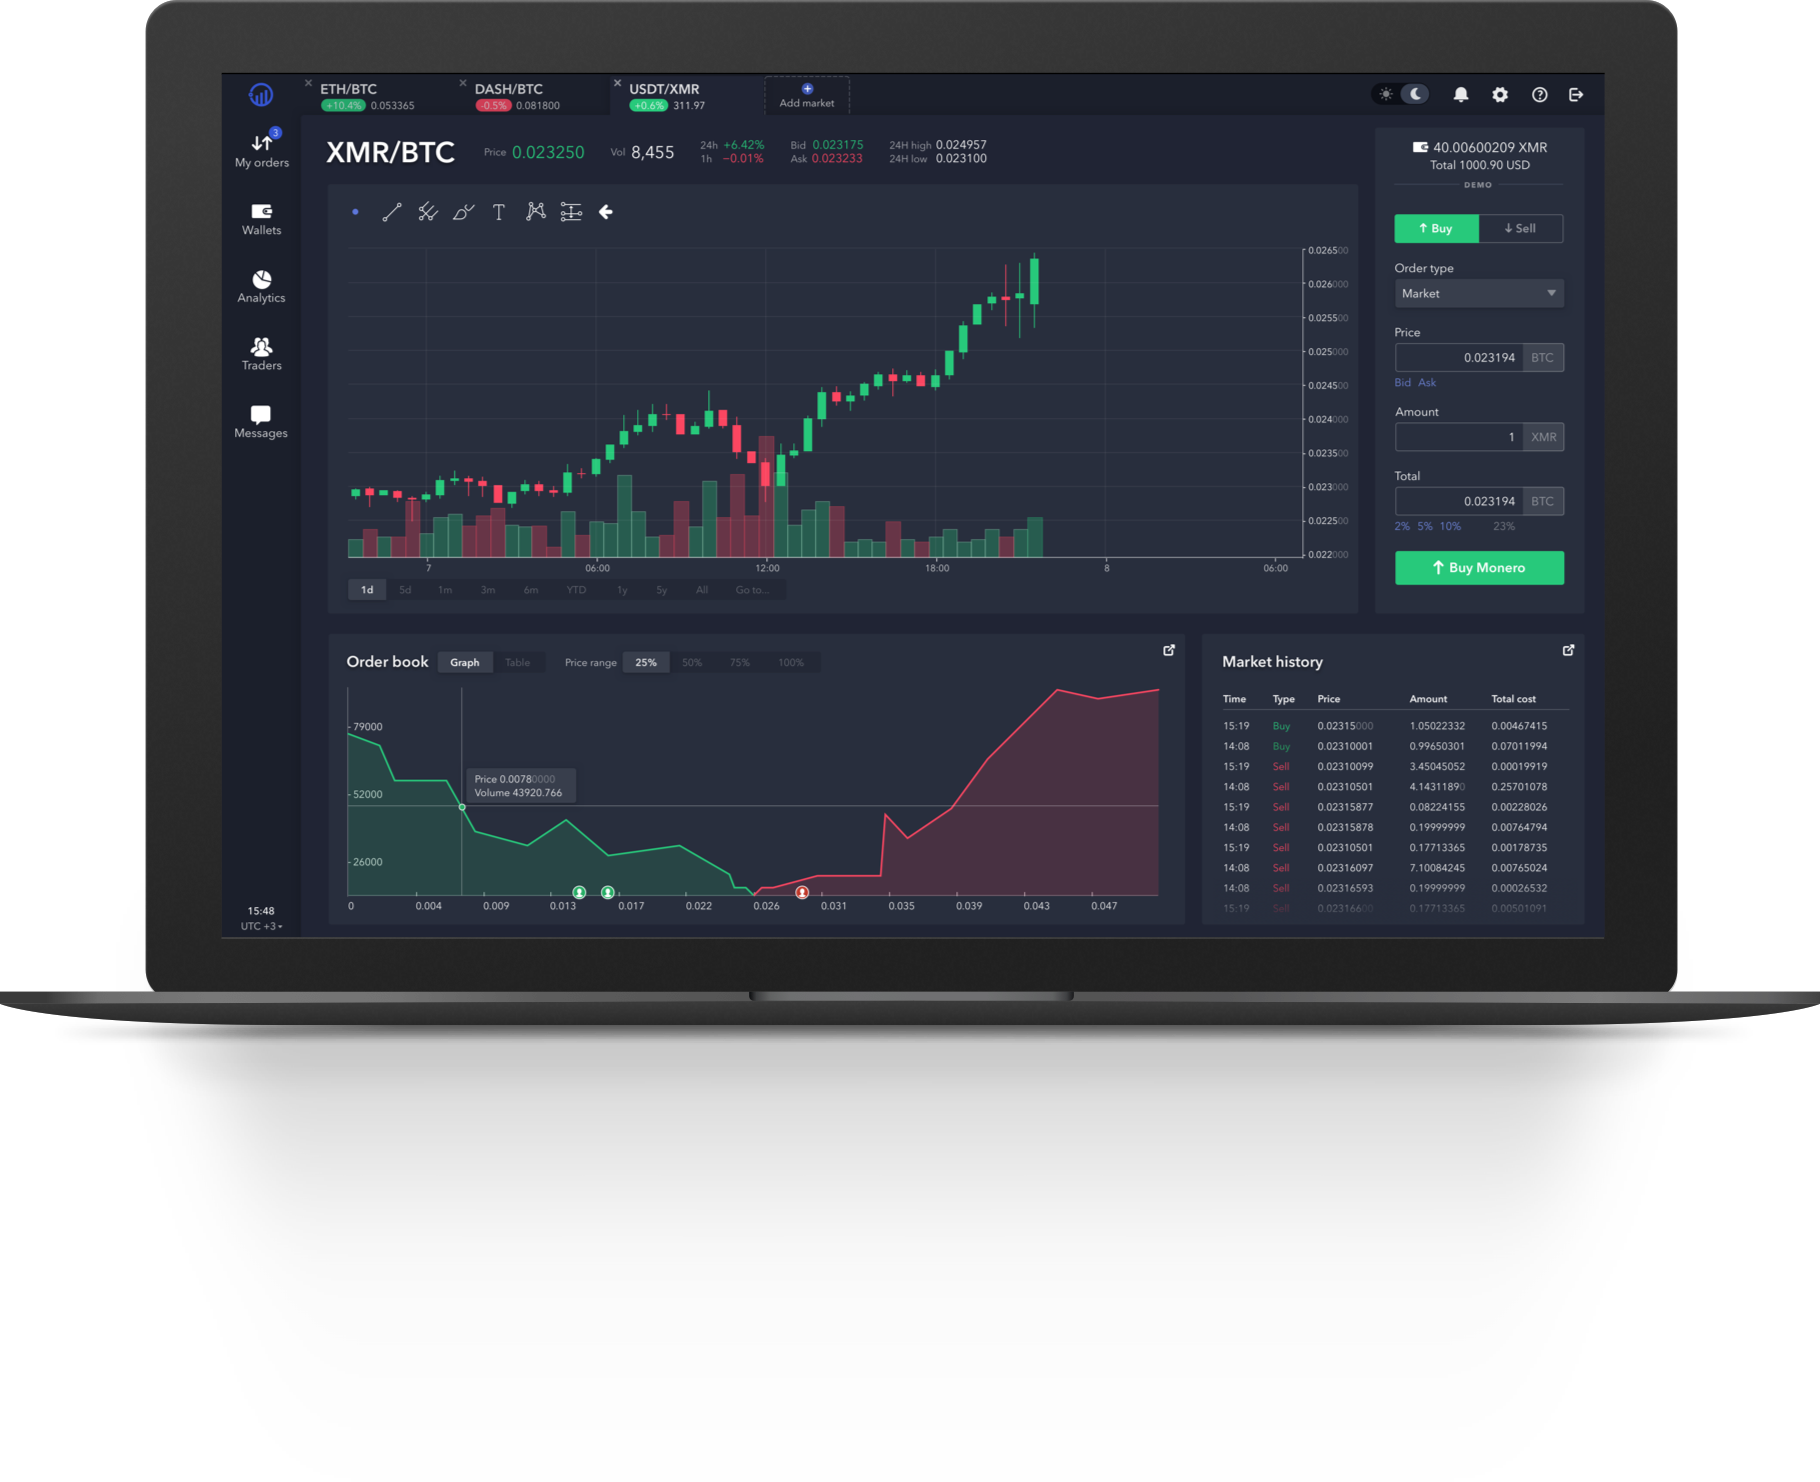 ETH/BTC
+10.4% 0.053365
DASH/BTC
-0.5% 0.081800
USDT/XMR
+0.6% 311.97
Add market
3
My orders
Wallets
Analytics
Traders
Messages
15:48
UTC +3
XMR/BTC
Price 0.023250
Vol 8,455
24h +6.42%
1h −0.01%
Bid 0.023175
Ask 0.023233
24H high 0.024957
24H low 0.023100
T
0.026500
0.026000
0.025500
0.025000
0.024500
0.024000
0.023500
0.023000
0.022500
0.022000
7 06:00 12:00 18:00 8 06:00
1d 5d 1m 3m 6m YTD 1y 5y All Go to...
40.00600209 XMR
Total 1000.90 USD
DEMO
Buy Sell
Order type
Market
Price
0.023194 BTC
Bid Ask
Amount
1 XMR
Total
0.023194 BTC
2% 5% 10% 23%
Buy Monero
Order book Graph Table Price range 25% 50% 75% 100%
79000
52000
26000
Price 0.00780000
Volume 43920.766
0 0.004 0.009 0.013 0.017 0.022 0.026 0.031 0.035 0.039 0.043 0.047
Market history
Time Type Price Amount Total cost
15:19 Buy 0.02315000 1.05022332 0.00467415
14:08 Buy 0.02310001 0.99650301 0.07011994
15:19 Sell 0.02310099 3.45045052 0.00019919
14:08 Sell 0.02310501 4.14311890 0.25701078
15:19 Sell 0.02315877 0.08224155 0.00228026
14:08 Sell 0.02315878 0.19999999 0.00764794
15:19 Sell 0.02310501 0.17713365 0.00178735
14:08 Sell 0.02316097 7.10084245 0.00765024
14:08 Sell 0.02316593 0.19999999 0.00026532
15:19 Sell 0.02316600 0.17713365 0.00501091